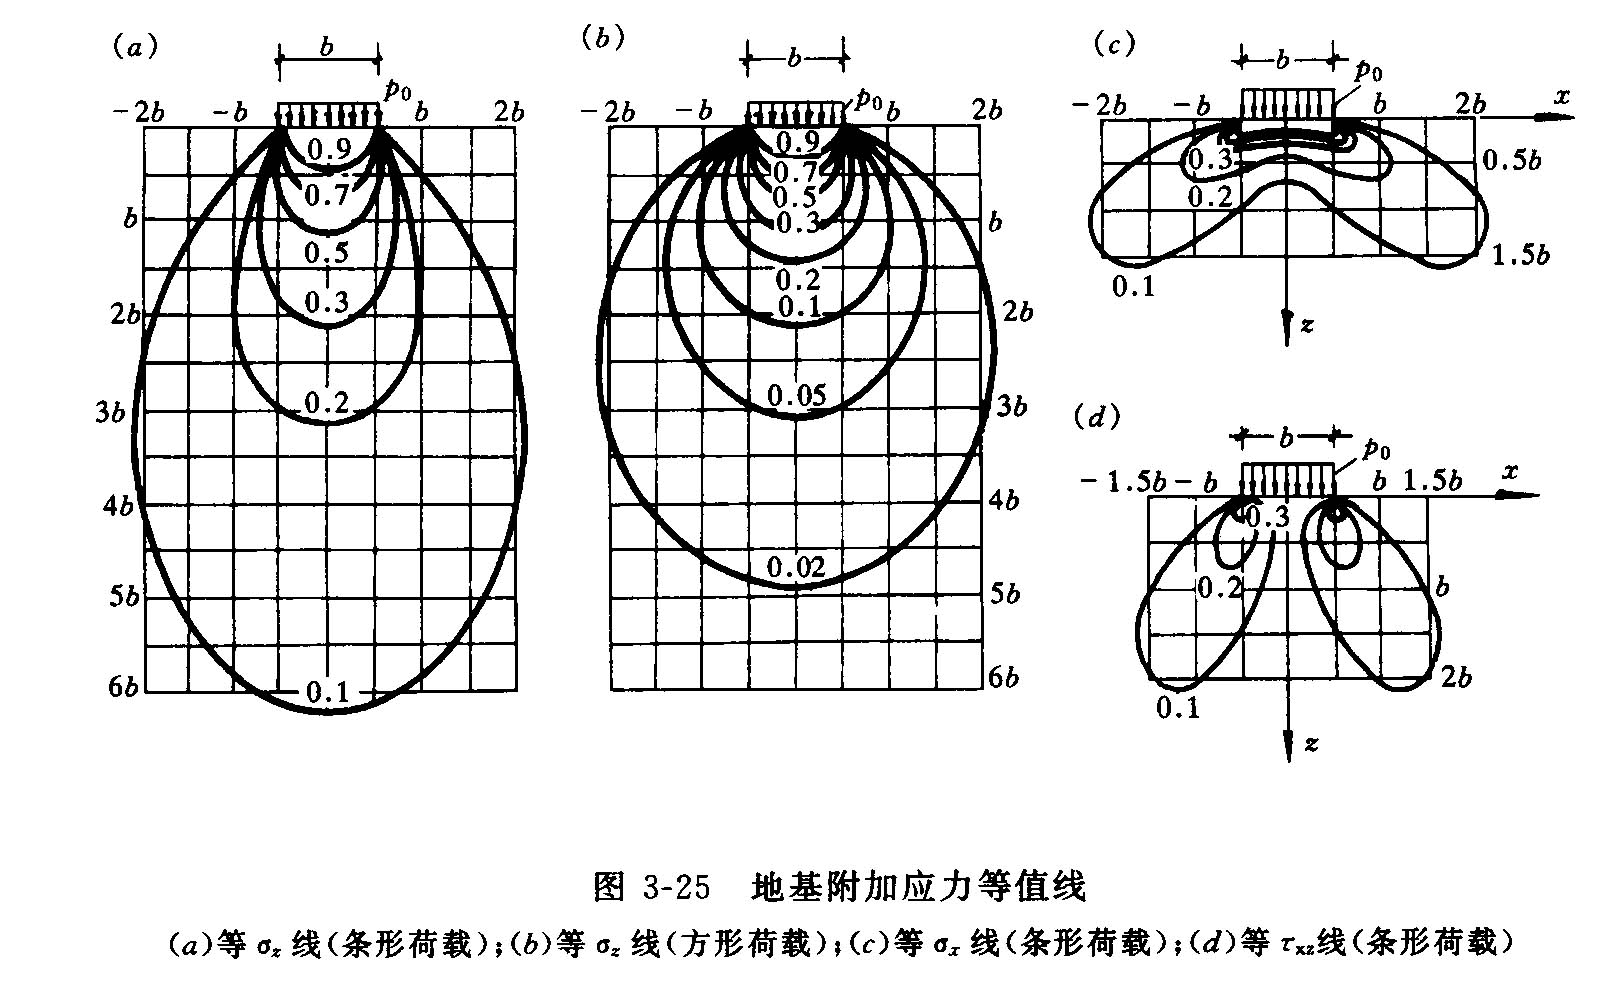 (a)
b
p₀
-2b -b b 2b
0.9
0.7
b
0.5
0.3
2b
0.2
3b
4b
5b
6b
0.1
(b)
b
p₀
-2b -b b 2b
0.9
0.7
0.5
0.3
b
0.2
0.1
2b
0.05
3b
4b
0.02
5b
6b
(c)
b
p₀
-2b -b b 2b x
0.3
0.5b
0.2
1.5b
0.1
z
(d)
b
p₀
-1.5b -b b 1.5b x
0.3
0.2
b
2b
0.1
z
图 3-25 地基附加应力等值线
(a)等 σz 线(条形荷载);(b)等 σz 线(方形荷载);(c)等 σx 线(条形荷载);(d)等 τxz线(条形荷载)